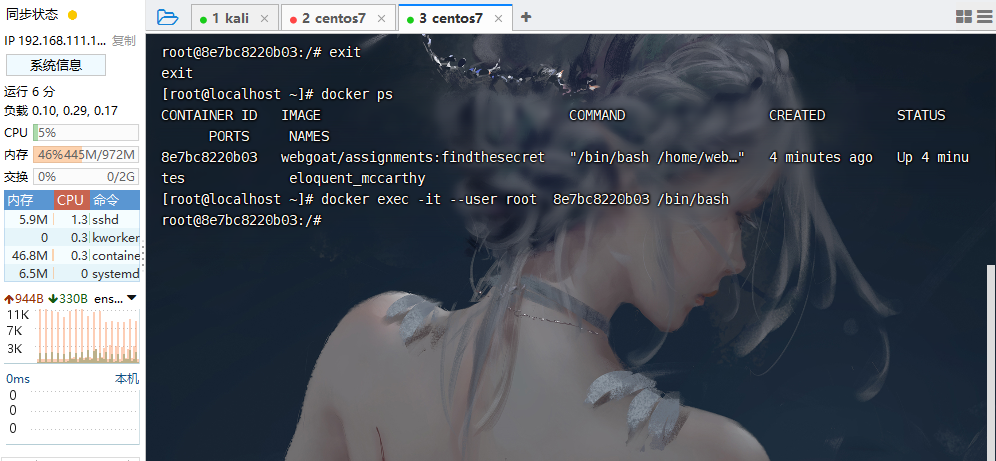 同步状态
IP 192.168.111.1... 复制
系统信息
运行 6 分
负载 0.10, 0.29, 0.17
CPU 5%
内存 46% 445M/972M
交换 0% 0/2G
内存 CPU 命令
5.9M 1.3 sshd
0 0.3 kworker
46.8M 0.3 containe
6.5M 0 systemd
944B 330B ens...
11K
7K
3K
0ms 本机
0
0
0
1 kali
2 centos7
3 centos7
root@8e7bc8220b03:/# exit
exit
[root@localhost ~]# docker ps
CONTAINER ID IMAGE COMMAND CREATED STATUS
PORTS NAMES
8e7bc8220b03 webgoat/assignments:findthesecret "/bin/bash /home/web…" 4 minutes ago Up 4 minu
tes eloquent_mccarthy
[root@localhost ~]# docker exec -it --user root  8e7bc8220b03 /bin/bash
root@8e7bc8220b03:/#